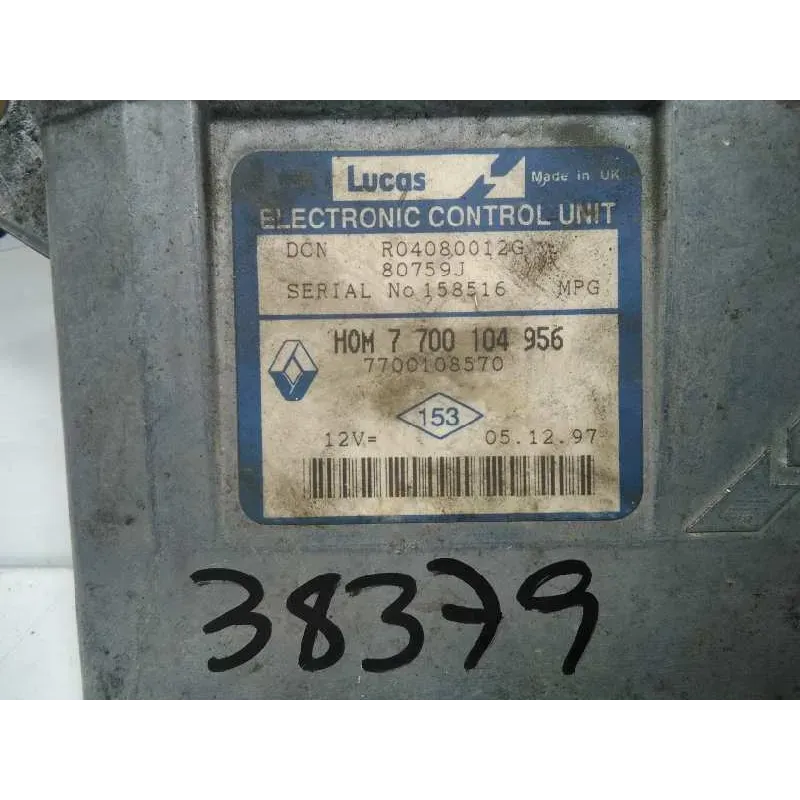 Lucas Made in UK
ELECTRONIC CONTROL UNIT
DCN R04080012G
80759J
SERIAL No 158516 MPG
HOM 7 700 104 956
7700108570
153
12V= 05.12.97
38379